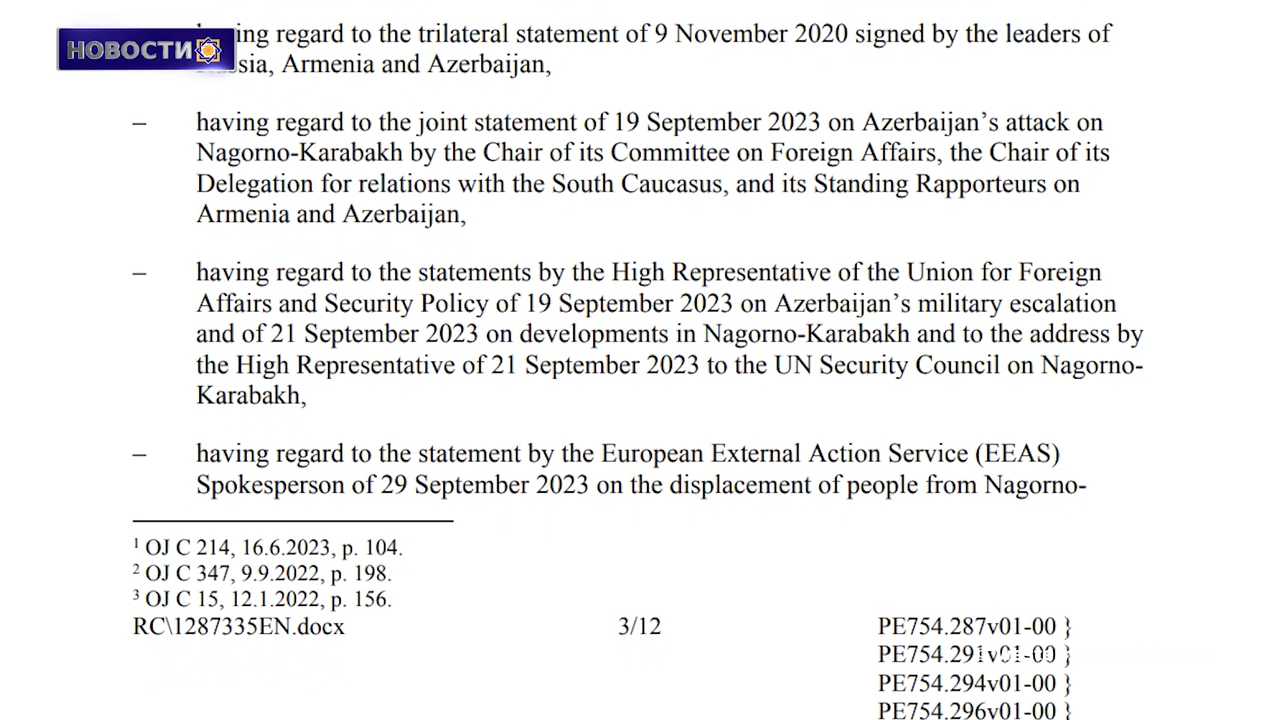 НОВОСТИ
ing regard to the trilateral statement of 9 November 2020 signed by the leaders of
sia, Armenia and Azerbaijan,
– having regard to the joint statement of 19 September 2023 on Azerbaijan’s attack on
Nagorno-Karabakh by the Chair of its Committee on Foreign Affairs, the Chair of its
Delegation for relations with the South Caucasus, and its Standing Rapporteurs on
Armenia and Azerbaijan,
– having regard to the statements by the High Representative of the Union for Foreign
Affairs and Security Policy of 19 September 2023 on Azerbaijan’s military escalation
and of 21 September 2023 on developments in Nagorno-Karabakh and to the address by
the High Representative of 21 September 2023 to the UN Security Council on Nagorno-
Karabakh,
– having regard to the statement by the European External Action Service (EEAS)
Spokesperson of 29 September 2023 on the displacement of people from Nagorno-
1 OJ C 214, 16.6.2023, p. 104.
2 OJ C 347, 9.9.2022, p. 198.
3 OJ C 15, 12.1.2022, p. 156.
RC\1287335EN.docx 3/12 PE754.287v01-00 }
PE754.291v01-00 }
PE754.294v01-00 }
PE754.296v01-00 }